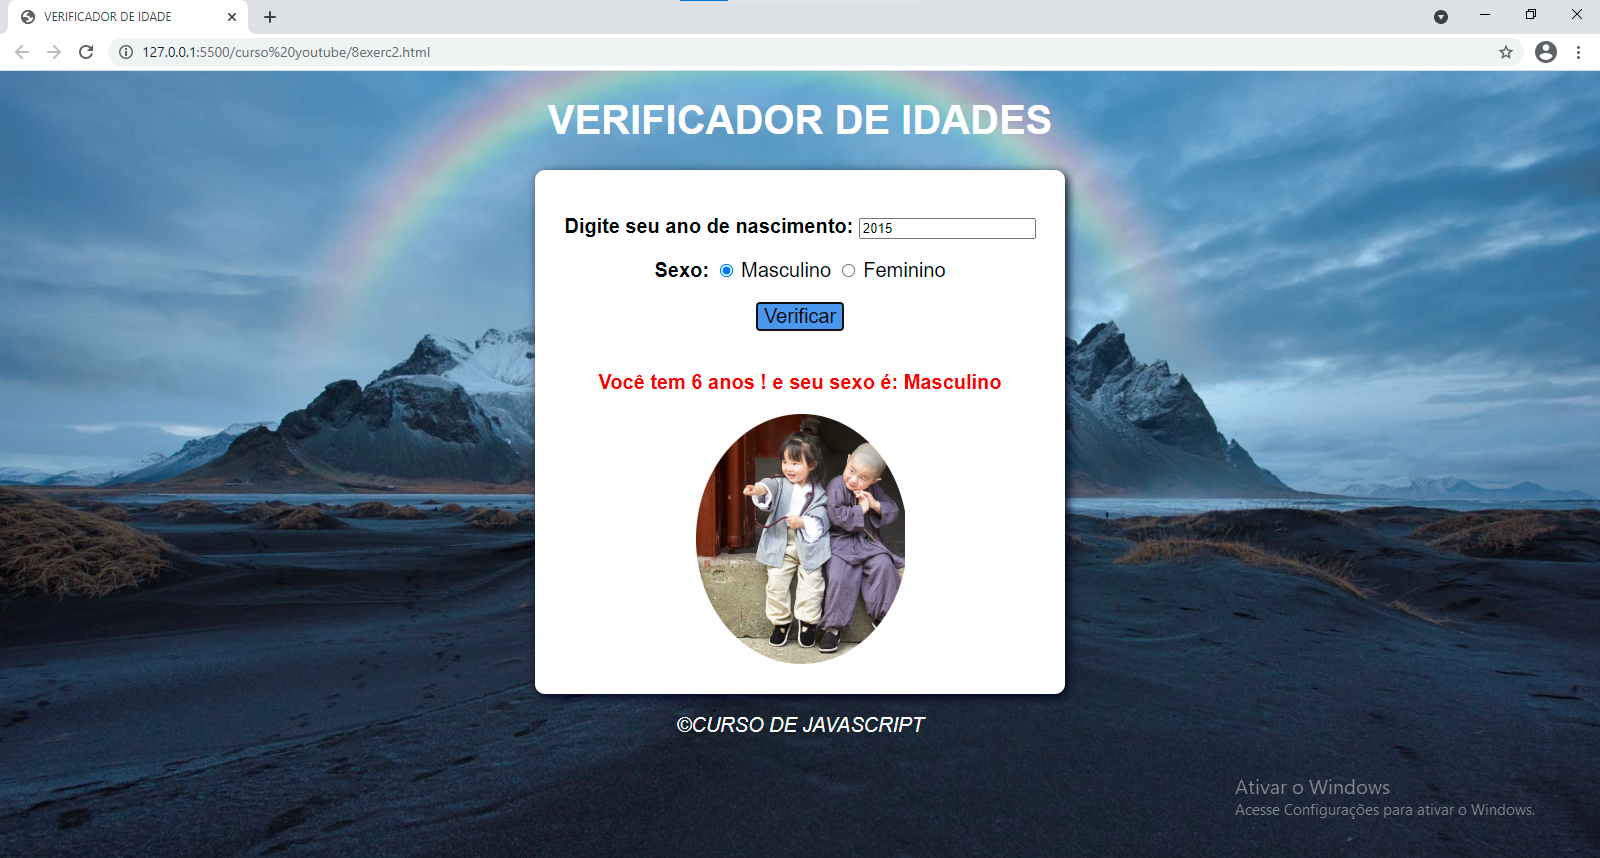 VERIFICADOR DE IDADE
127.0.0.1:5500/curso%20youtube/8exerc2.html
VERIFICADOR DE IDADES
Digite seu ano de nascimento: 2015
Sexo: Masculino Feminino
Verificar
Você tem 6 anos ! e seu sexo é: Masculino
©CURSO DE JAVASCRIPT
Ativar o Windows
Acesse Configurações para ativar o Windows.